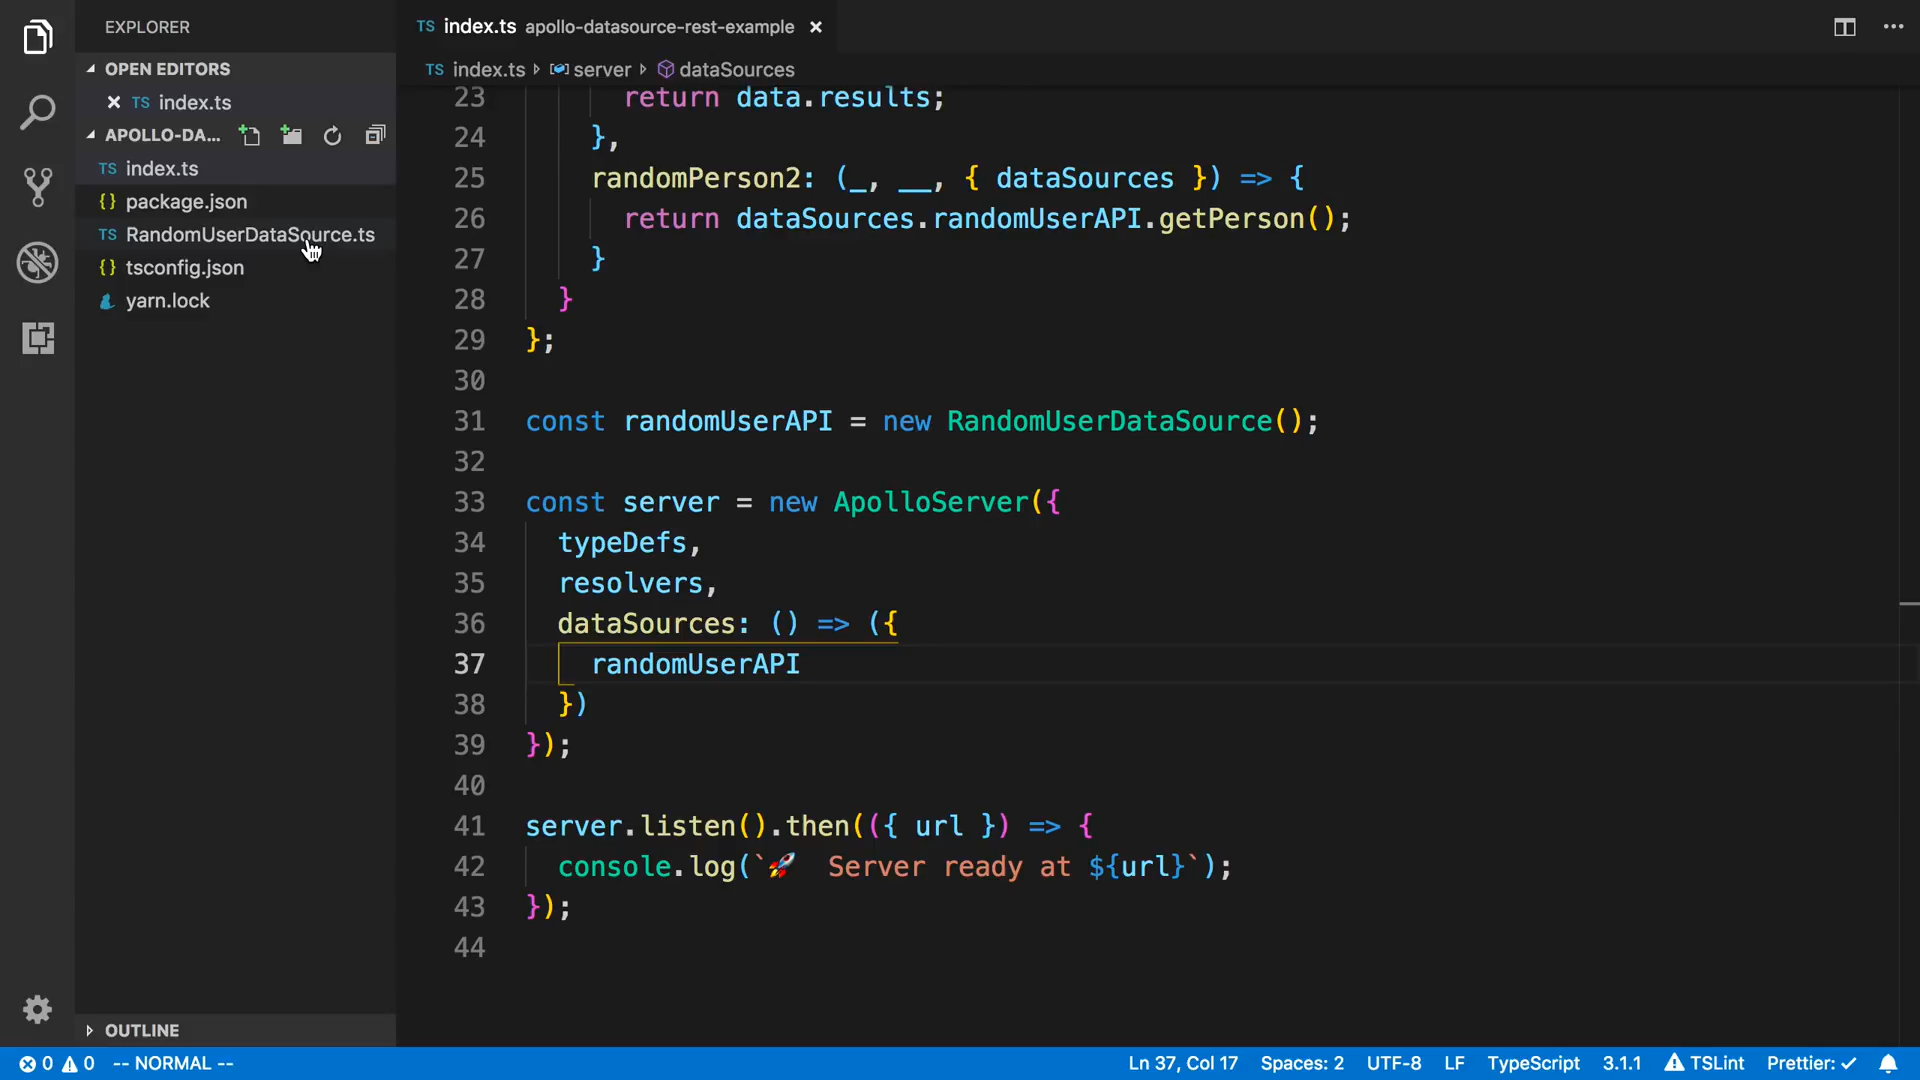 EXPLORER
OPEN EDITORS
TS index.ts
APOLLO-DA...
TS index.ts
{} package.json
TS RandomUserDataSource.ts
{} tsconfig.json
yarn.lock
OUTLINE
TS index.ts apollo-datasource-rest-example
TS index.ts server dataSources
23 return data.results;
24 },
25 randomPerson2: (_, __, { dataSources }) => {
26 return dataSources.randomUserAPI.getPerson();
27 }
28 }
29 };
30
31 const randomUserAPI = new RandomUserDataSource();
32
33 const server = new ApolloServer({
34 typeDefs,
35 resolvers,
36 dataSources: () => ({
37 randomUserAPI
38 })
39 });
40
41 server.listen().then(({ url }) => {
42 console.log(`🚀 Server ready at ${url}`);
43 });
44
0 0 -- NORMAL -- Ln 37, Col 17 Spaces: 2 UTF-8 LF TypeScript 3.1.1 TSLint Prettier: ✓